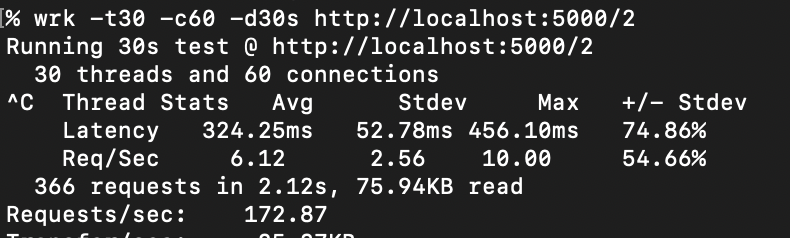 % wrk -t30 -c60 -d30s http://localhost:5000/2
Running 30s test @ http://localhost:5000/2
  30 threads and 60 connections
^C  Thread Stats   Avg      Stdev     Max   +/- Stdev
    Latency   324.25ms   52.78ms 456.10ms   74.86%
    Req/Sec     6.12      2.56    10.00     54.66%
  366 requests in 2.12s, 75.94KB read
Requests/sec:    172.87